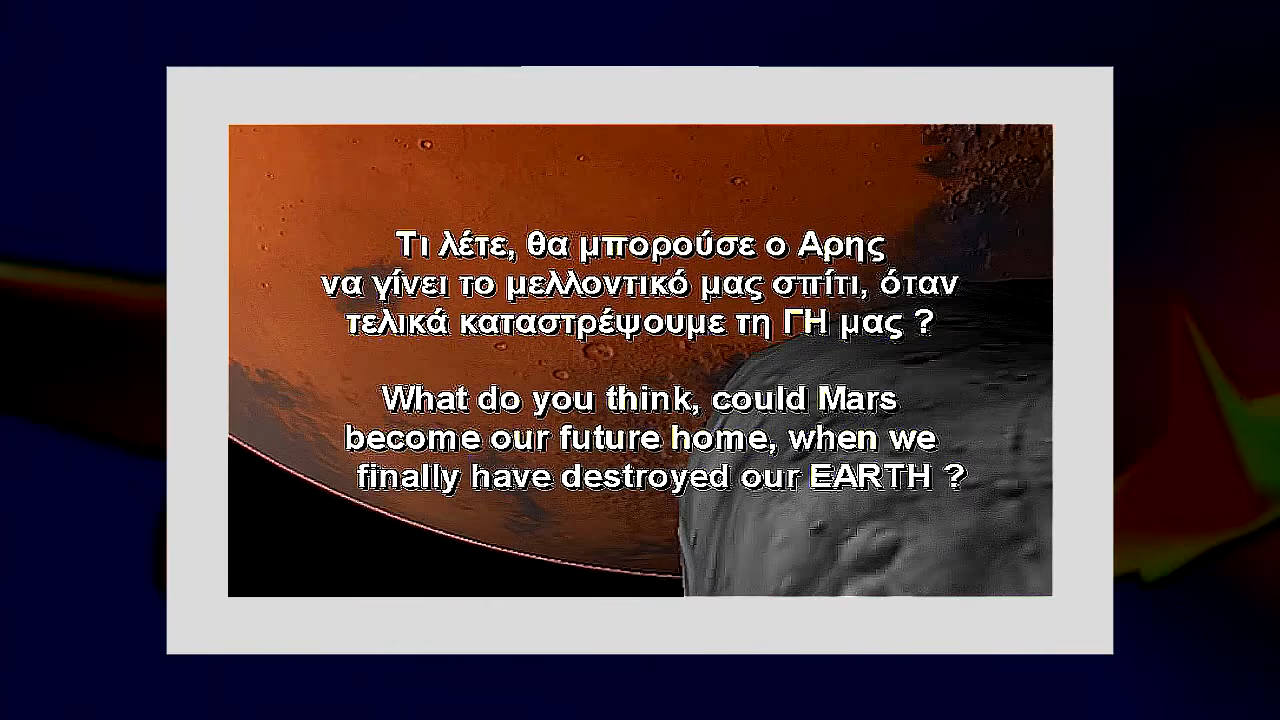 Τι λέτε, θα μπορούσε ο Αρης
να γίνει το μελλοντικό μας σπίτι, όταν
τελικά καταστρέψουμε τη ΓΗ μας ?
What do you think, could Mars
become our future home, when we
finally have destroyed our EARTH ?